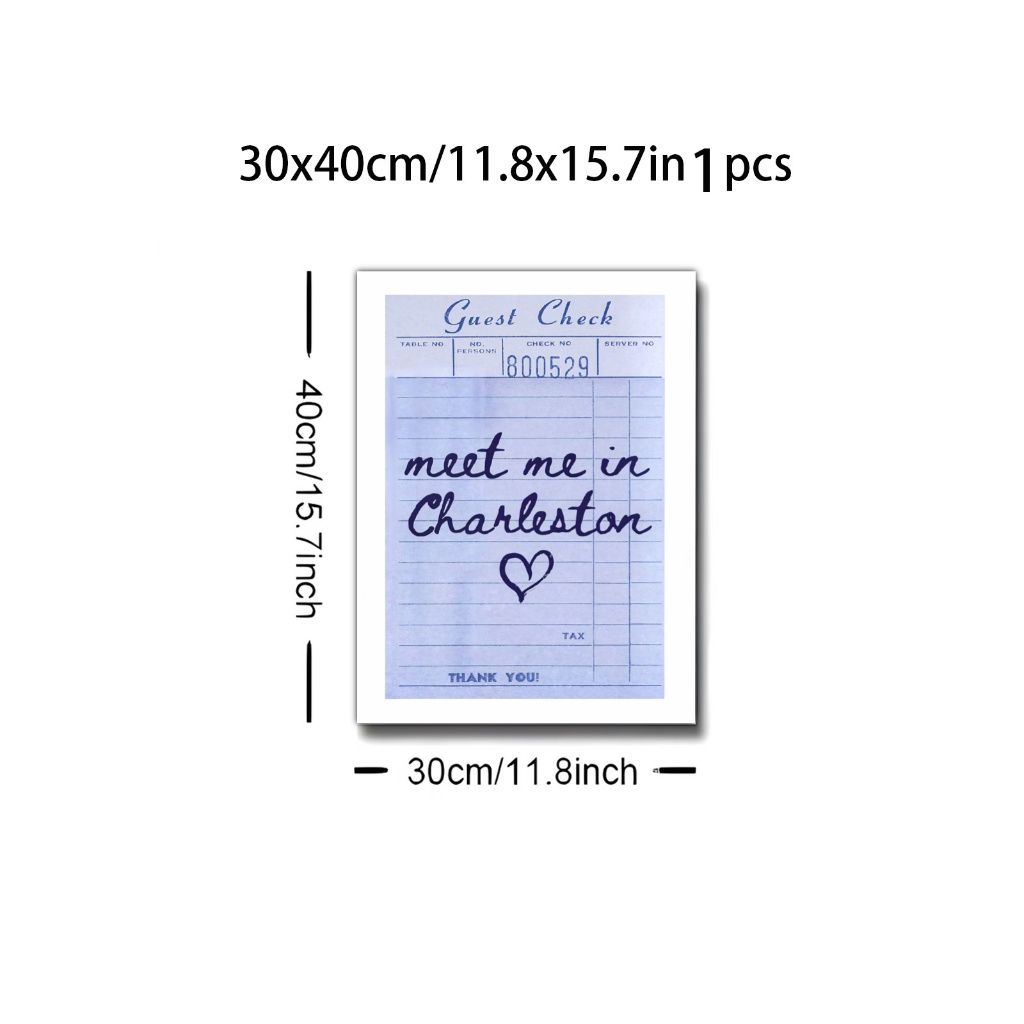 30x40cm/11.8x15.7in 1 pcs
Guest Check
TABLE NO. NO. PERSONS CHECK NO SERVER NO
800529
meet me in
Charleston
TAX
THANK YOU!
40cm/15.7inch
30cm/11.8inch